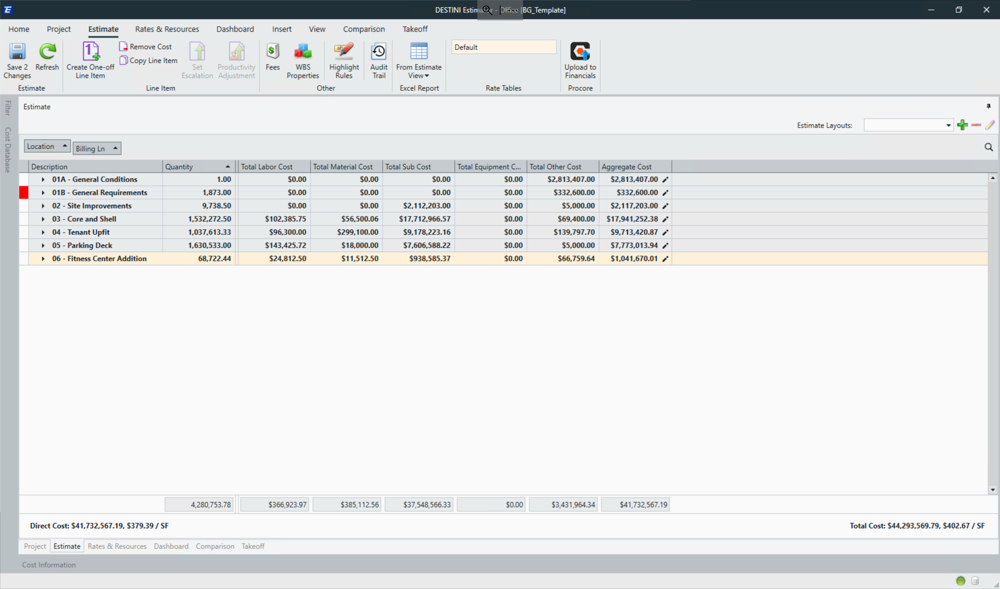 DESTINI Estimator - Office [BG_Template]
Home Project Estimate Rates & Resources Dashboard Insert View Comparison Takeoff
Save 2 Changes
Refresh
Create One-off Line Item
Remove Cost
Copy Line Item
Set Escalation
Productivity Adjustment
Fees
WBS Properties
Highlight Rules
Audit Trail
From Estimate View
Default
Upload to Financials
Estimate Line Item Other Excel Report Rate Tables Procore
Filter
Cost Database
Estimate
Estimate Layouts:
Location Billing Ln
Description Quantity Total Labor Cost Total Material Cost Total Sub Cost Total Equipment C... Total Other Cost Aggregate Cost
01A - General Conditions 1.00 $0.00 $0.00 $0.00 $0.00 $2,813,407.00 $2,813,407.00
01B - General Requirements 1,873.00 $0.00 $0.00 $0.00 $0.00 $332,600.00 $332,600.00
02 - Site Improvements 9,738.50 $0.00 $0.00 $2,112,203.00 $0.00 $5,000.00 $2,117,203.00
03 - Core and Shell 1,532,272.50 $102,385.75 $56,500.06 $17,712,966.57 $0.00 $69,400.00 $17,941,252.38
04 - Tenant Upfit 1,037,613.33 $96,300.00 $299,100.00 $9,178,223.16 $0.00 $139,797.70 $9,713,420.87
05 - Parking Deck 1,630,533.00 $143,425.72 $18,000.00 $7,606,588.22 $0.00 $5,000.00 $7,773,013.94
06 - Fitness Center Addition 68,722.44 $24,812.50 $11,512.50 $938,585.37 $0.00 $66,759.64 $1,041,670.01
4,280,753.78 $366,923.97 $385,112.56 $37,548,566.33 $0.00 $3,431,964.34 $41,732,567.19
Direct Cost: $41,732,567.19, $379.39 / SF Total Cost: $44,293,569.79, $402.67 / SF
Project Estimate Rates & Resources Dashboard Comparison Takeoff
Cost Information